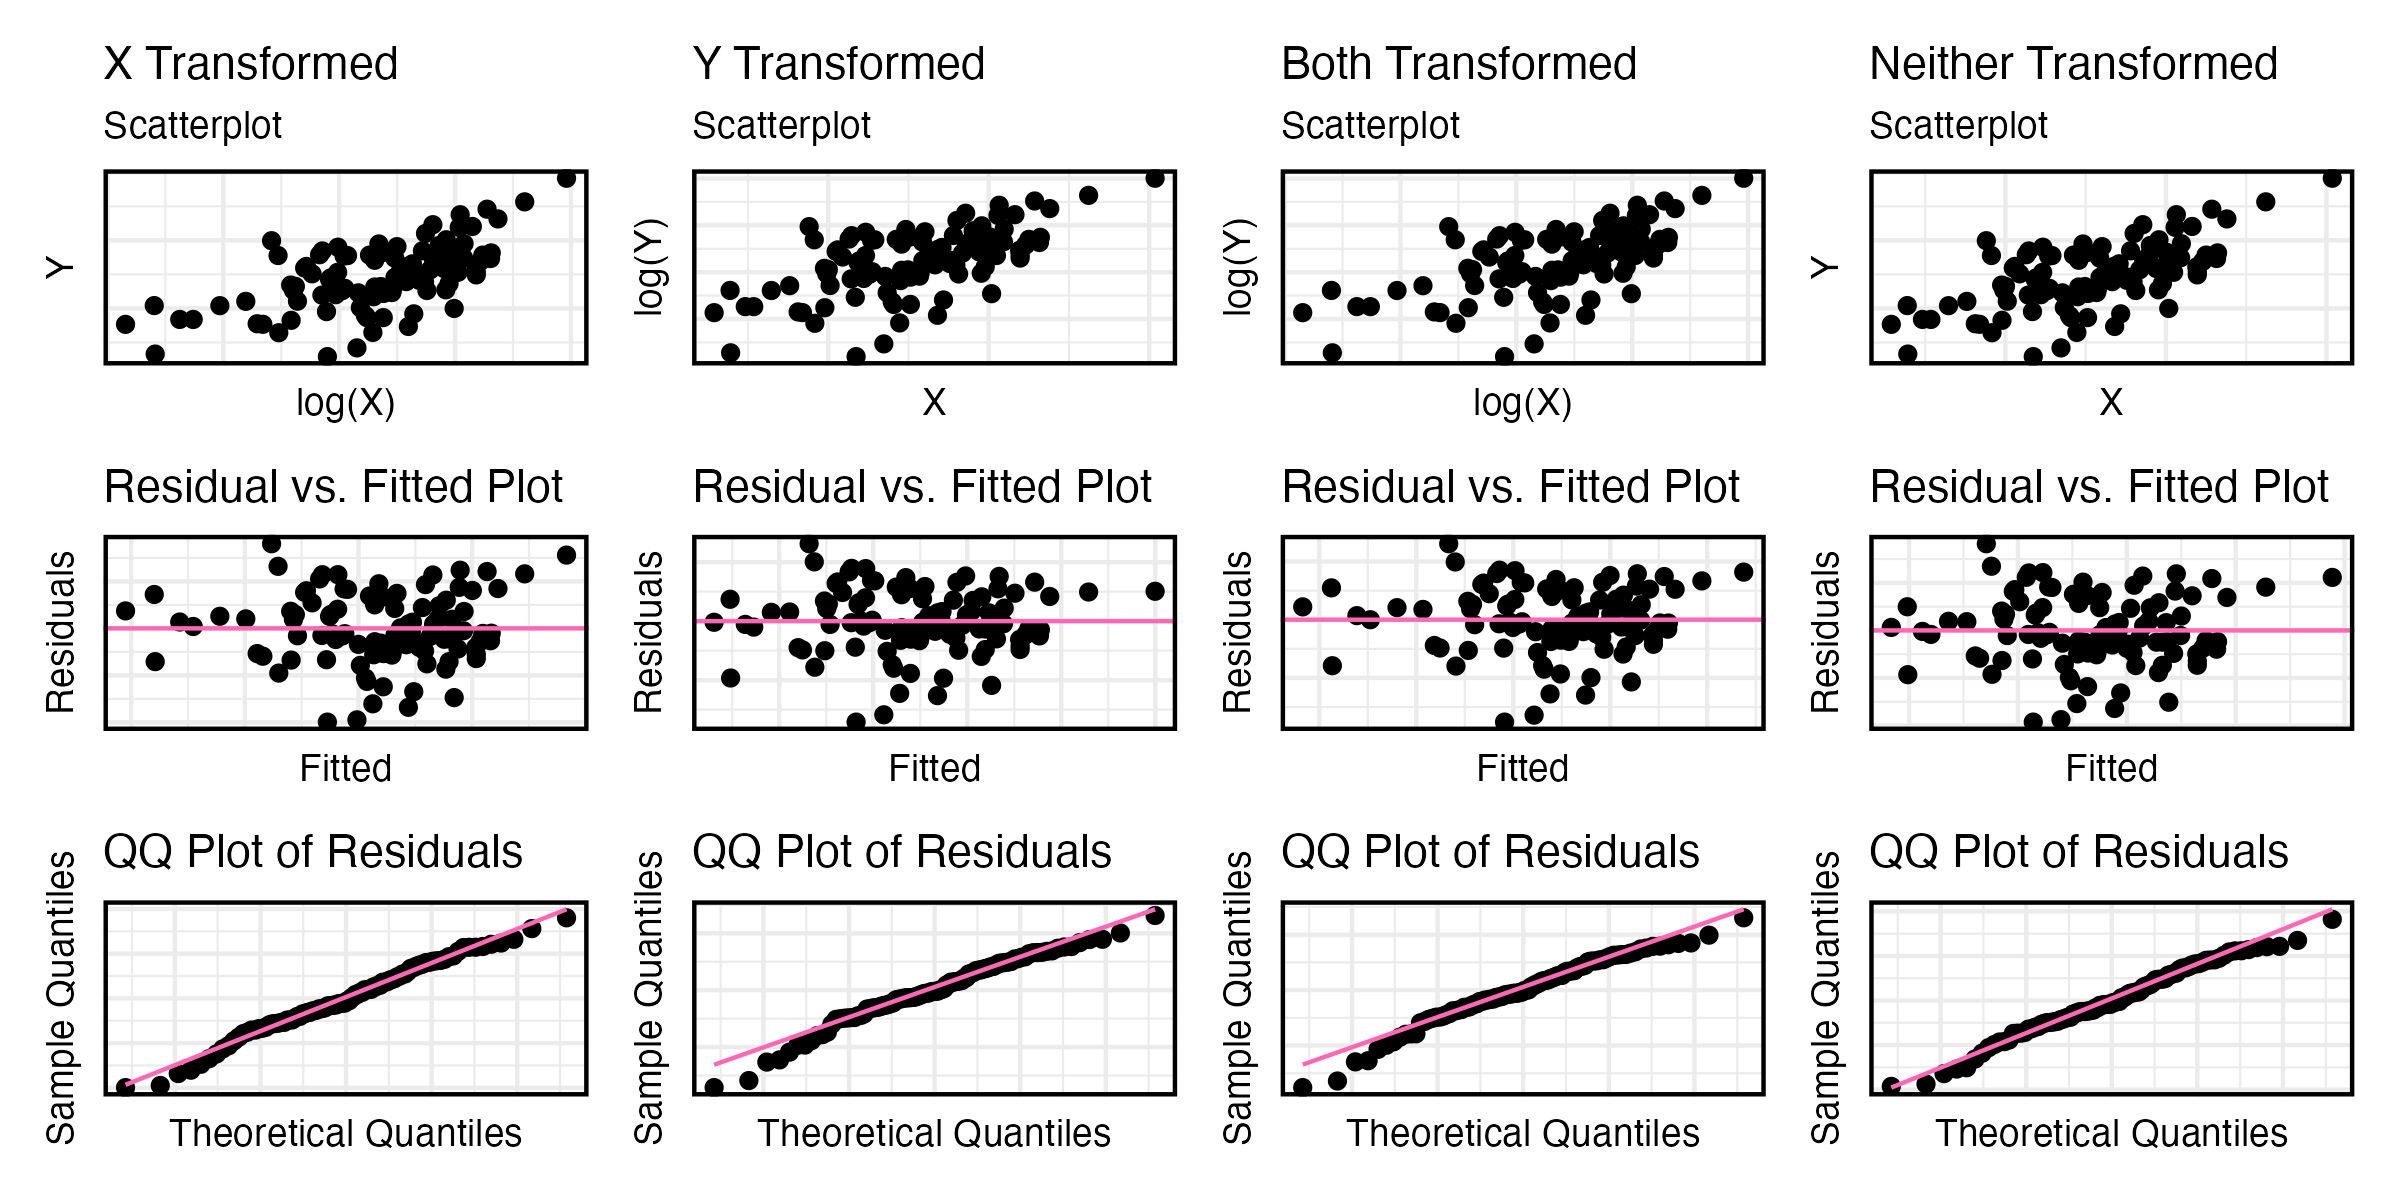 X Transformed
Y Transformed
Both Transformed
Neither Transformed
Scatterplot
Scatterplot
Scatterplot
Scatterplot
Y
log(Y)
log(Y)
Y
log(X)
X
log(X)
X
Residual vs. Fitted Plot
Residual vs. Fitted Plot
Residual vs. Fitted Plot
Residual vs. Fitted Plot
Residuals
Residuals
Residuals
Residuals
Fitted
Fitted
Fitted
Fitted
QQ Plot of Residuals
QQ Plot of Residuals
QQ Plot of Residuals
QQ Plot of Residuals
Sample Quantiles
Sample Quantiles
Sample Quantiles
Sample Quantiles
Theoretical Quantiles
Theoretical Quantiles
Theoretical Quantiles
Theoretical Quantiles